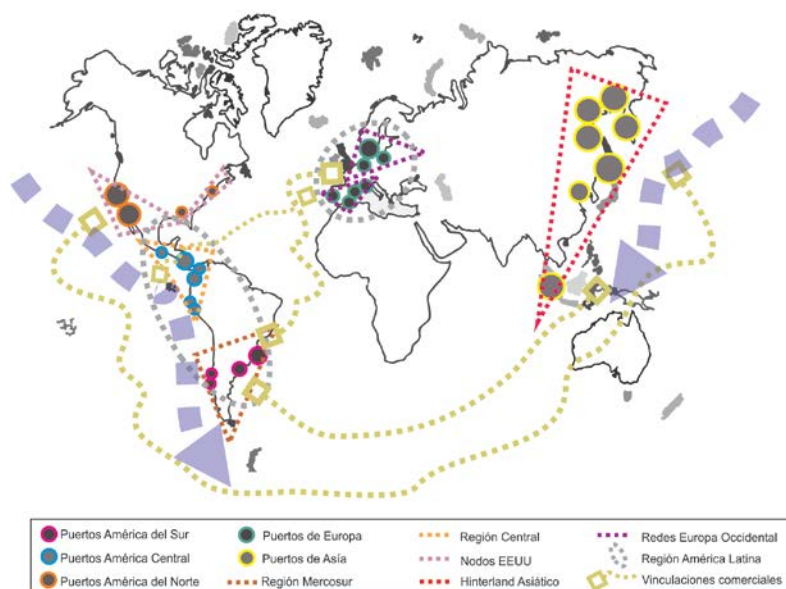 Puertos América del Sur
Puertos América Central
Puertos América del Norte
Puertos de Europa
Puertos de Asía
Región Mercosur
Región Central
Nodos EEUU
Hinterland Asiático
Redes Europa Occidental
Región América Latina
Vinculaciones comerciales